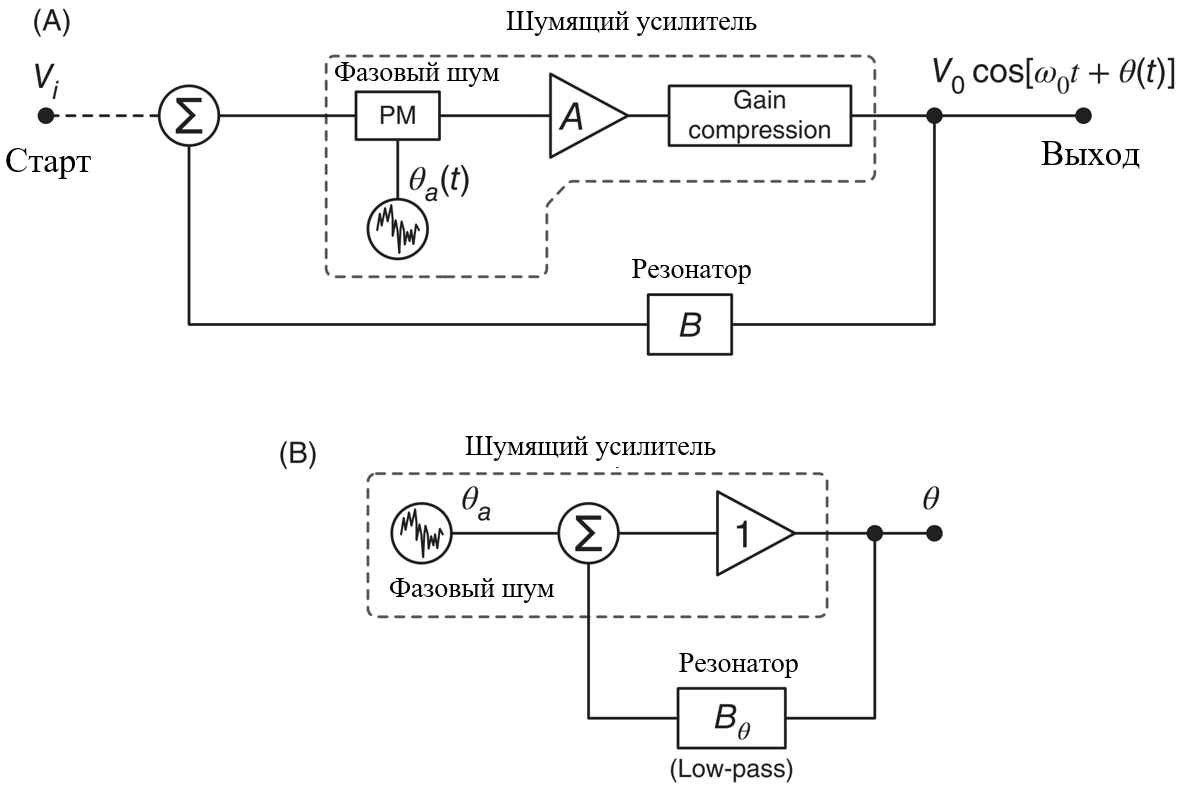 (A)
Шумящий усилитель
V_i
Старт
Σ
Фазовый шум
PM
θ_a(t)
A
Gain
compression
V_0 cos[ω_0t + θ(t)]
Выход
Резонатор
B
(B)
Шумящий усилитель
θ_a
Фазовый шум
Σ
1
θ
Резонатор
B_θ
(Low-pass)